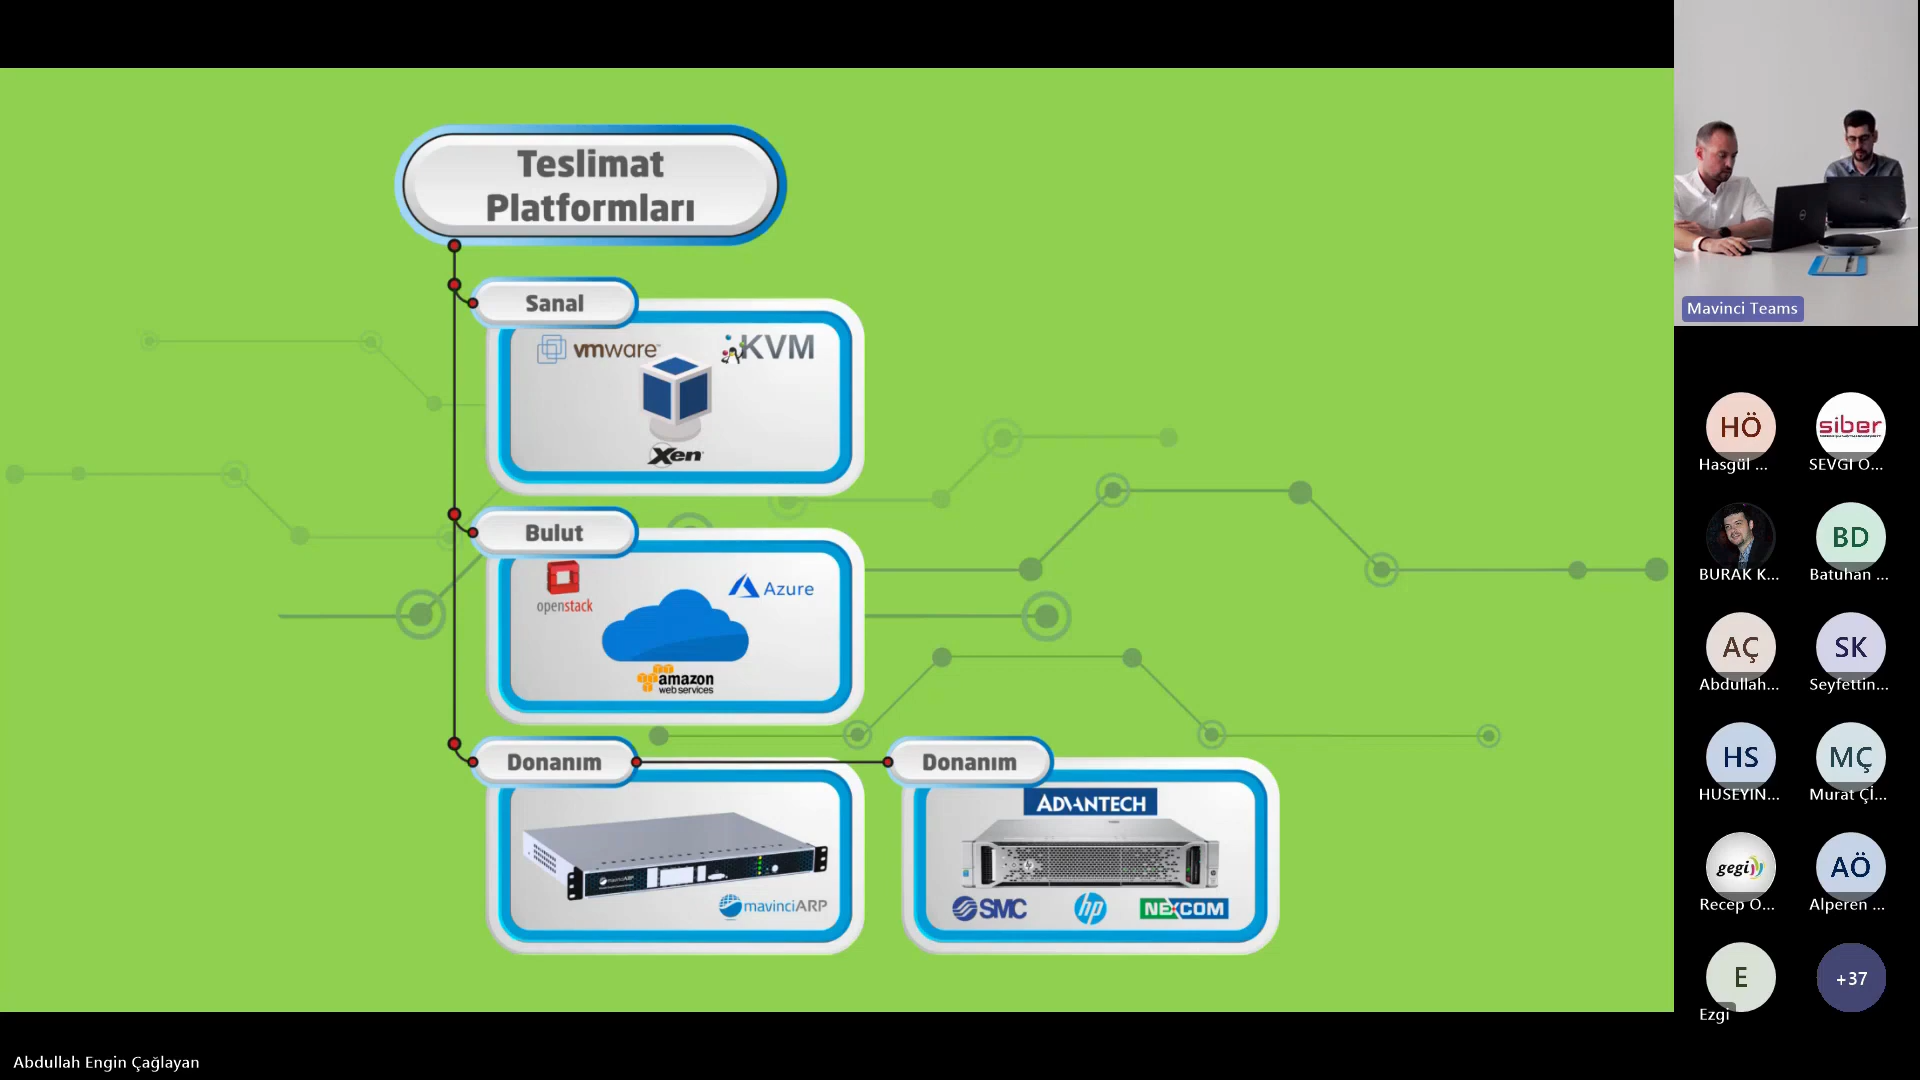 Teslimat
Platformları
Sanal
vmware
KVM
Xen
Bulut
openstack
Azure
amazon
web services
Donanım
mavinciARP
Donanım
ADVANTECH
SMC
hp
NEXCOM
Mavinci Teams
HÖ
Hasgül ...
siber
SEVGI O...
BURAK K...
BD
Batuhan ...
AÇ
Abdullah...
SK
Seyfettin...
HS
HUSEYIN...
MÇ
Murat Çİ...
gegi
Recep O...
AÖ
Alperen ...
E
Ezgi
+37
Abdullah Engin Çağlayan